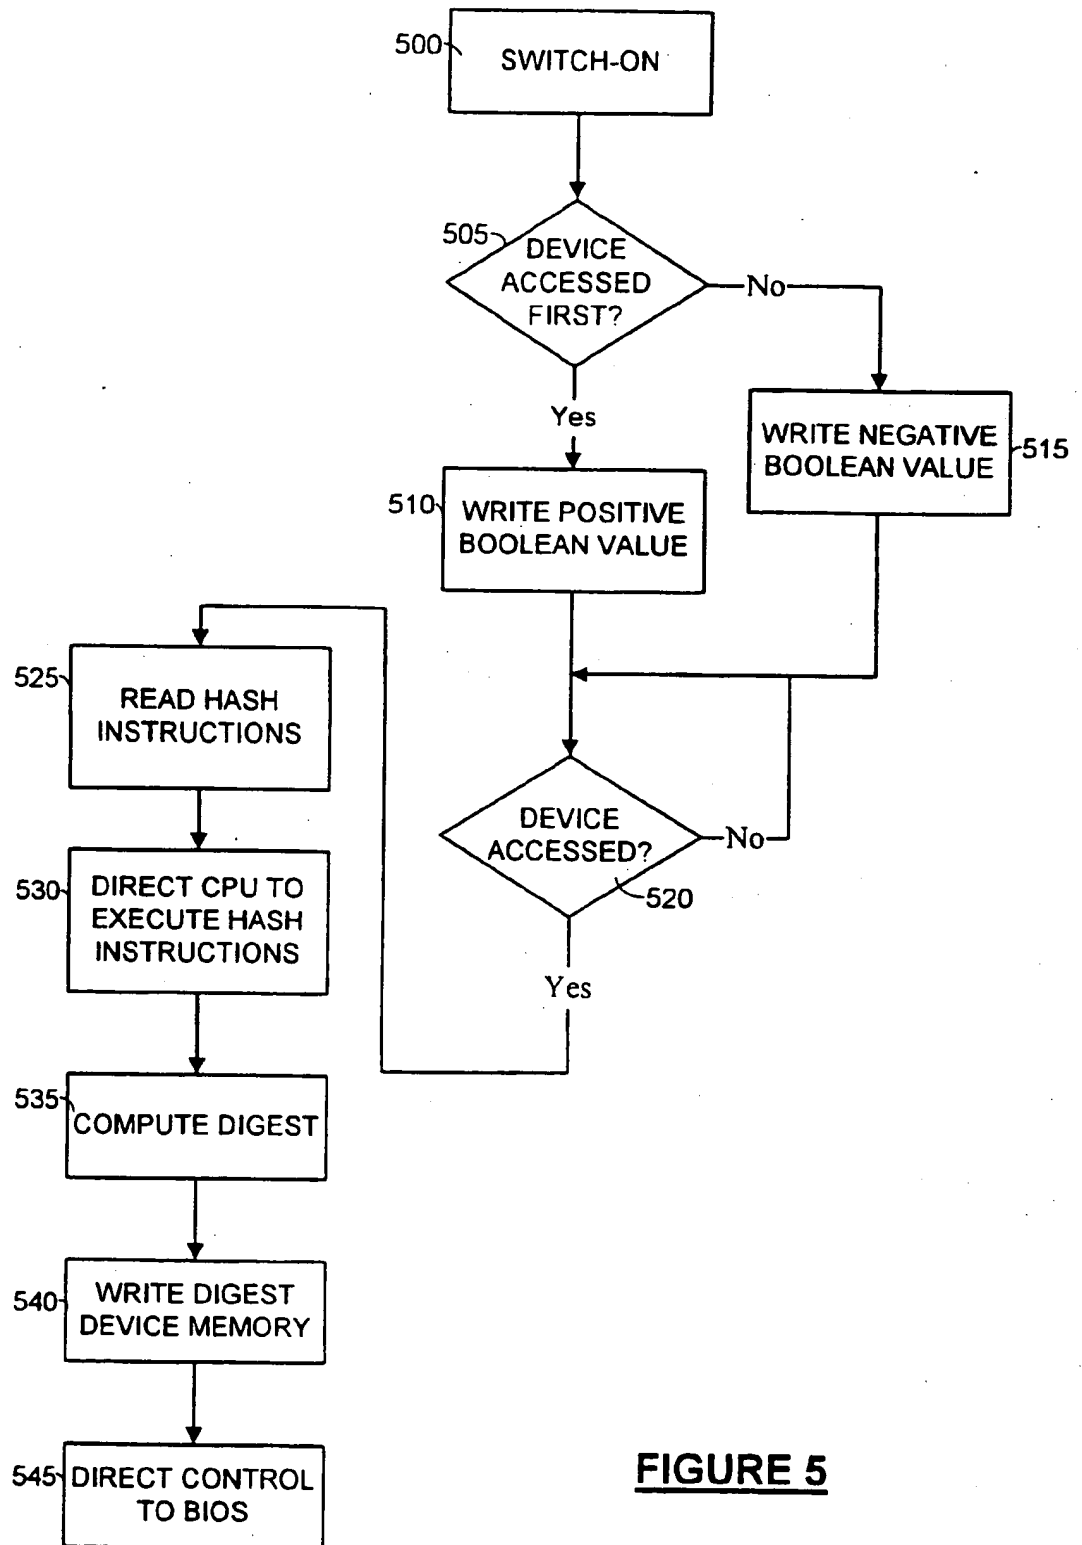 500
SWITCH-ON
505
DEVICE
ACCESSED
FIRST?
No
Yes
WRITE NEGATIVE
BOOLEAN VALUE
515
510
WRITE POSITIVE
BOOLEAN VALUE
525
READ HASH
INSTRUCTIONS
DEVICE
ACCESSED?
No
520
530
DIRECT CPU TO
EXECUTE HASH
INSTRUCTIONS
Yes
535
COMPUTE DIGEST
540
WRITE DIGEST
DEVICE MEMORY
545
DIRECT CONTROL
TO BIOS
FIGURE 5